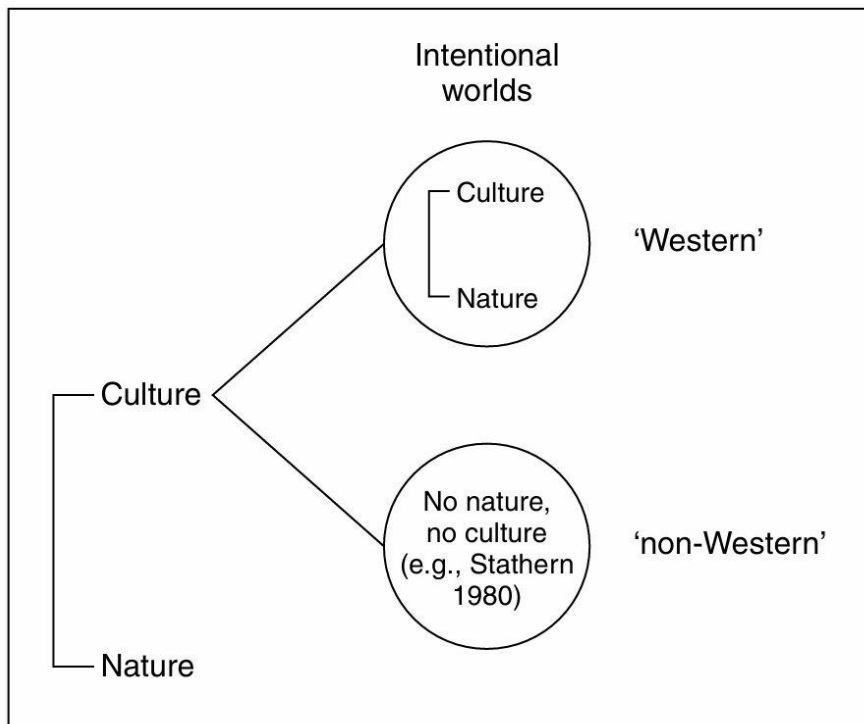 Intentional
worlds
Culture
Nature
‘Western’
Culture
No nature,
no culture
(e.g., Stathern
1980)
‘non-Western’
Nature